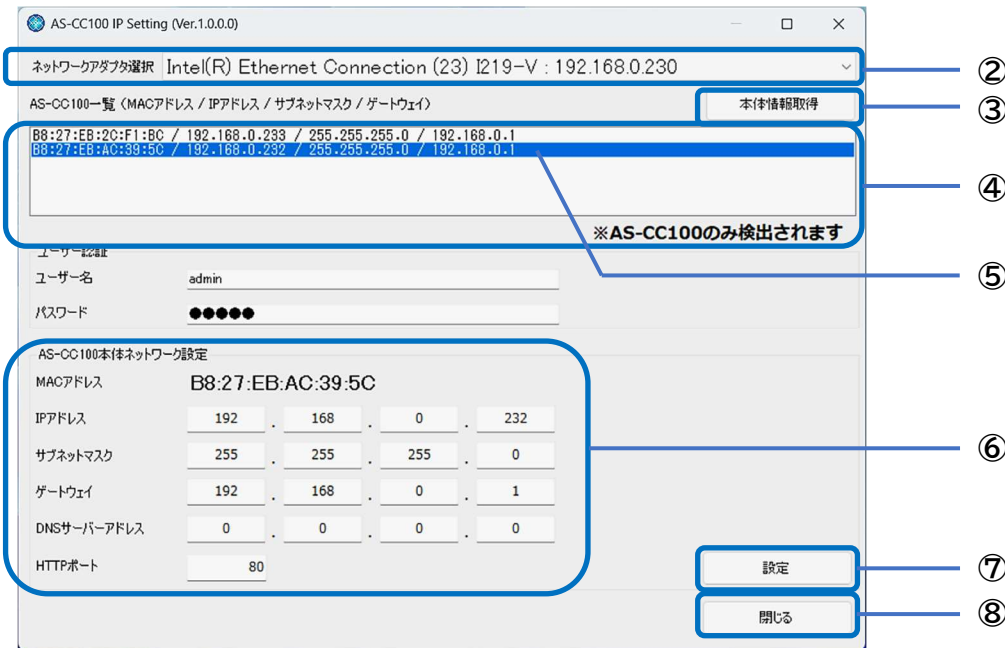 AS-CC100 IP Setting (Ver.1.0.0.0)
ネットワークアダプタ選択 Intel(R) Ethernet Connection (23) I219-V : 192.168.0.230
②
AS-CC100一覧 (MACアドレス / IPアドレス / サブネットマスク / ゲートウェイ) 本体情報取得
③
B8:27:EB:2C:F1:BC / 192.168.0.233 / 255.255.255.0 / 192.168.0.1
B8:27:EB:AC:39:5C / 192.168.0.232 / 255.255.255.0 / 192.168.0.1
④
※AS-CC100のみ検出されます
ユーザー認証
ユーザー名 admin
⑤
パスワード ●●●●●
AS-CC100本体ネットワーク設定
MACアドレス B8:27:EB:AC:39:5C
IPアドレス 192 . 168 . 0 . 232
サブネットマスク 255 . 255 . 255 . 0
⑥
ゲートウェイ 192 . 168 . 0 . 1
DNSサーバーアドレス 0 . 0 . 0 . 0
HTTPポート 80 設定
⑦
閉じる
⑧